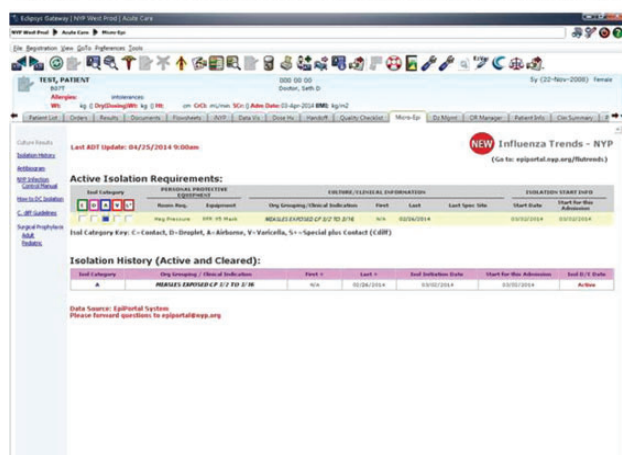 Eclipsys Gateway | NYP West Prod | Acute Care
NYP West Prod Acute Care Micro-Epi
File Registration View GoTo Preferences Tools
TEST, PATIENT
000 00 00
5y (22-Nov-2008) Female
Doctor, Seth D
Allergies: intolerances:
Wt: kg Ht: cm CrCl: mL/min SCr: Adm Date: 03-Apr-2014 BMI: kg/m2
Patient List Orders Results Documents Flowsheets NYP Data Vis Dose Hx Handoff Quality Checklist Micro-Epi Dz Mgmt OR Manager Patient Info Clin Summary
Culture Results
Isolation History
Antibiogram
NYP Infection Control Manual
How to DC Isolation
C. diff Guidelines
Surgical Prophylaxis
Adult
Pediatric
Last ADT Update: 04/25/2014 9:00am
NEW Influenza Trends - NYP
(Go to: epiportal.nyp.org/flutrends)
Active Isolation Requirements:
Isol Category PERSONAL PROTECTIVE EQUIPMENT CULTURE/CLINICAL INFORMATION ISOLATION START INFO
C D A V S+ Room Req. Equipment Org Grouping/Clinical Indication First Last Last Spec Site Start Date Start for this Admission
Neg Pressure Mask MEASLES EXPOSED CP 3/2 TO 3/16 N/A 02/26/2014 03/02/2014 03/02/2014
Isol Category Key: C=Contact, D=Droplet, A=Airborne, V=Varicella, S+=Special plus Contact (Cdiff)
Isolation History (Active and Cleared):
Isol Category Org Grouping / Clinical Indication First + Last + Isol Initiation Date Start for this Admission Isol D/C Date
A MEASLES EXPOSED CP 3/2 TO 3/16 N/A 02/26/2014 03/02/2014 03/02/2014 Active
Data Source: EpiPortal System
Please forward questions to epiportal@nyp.org